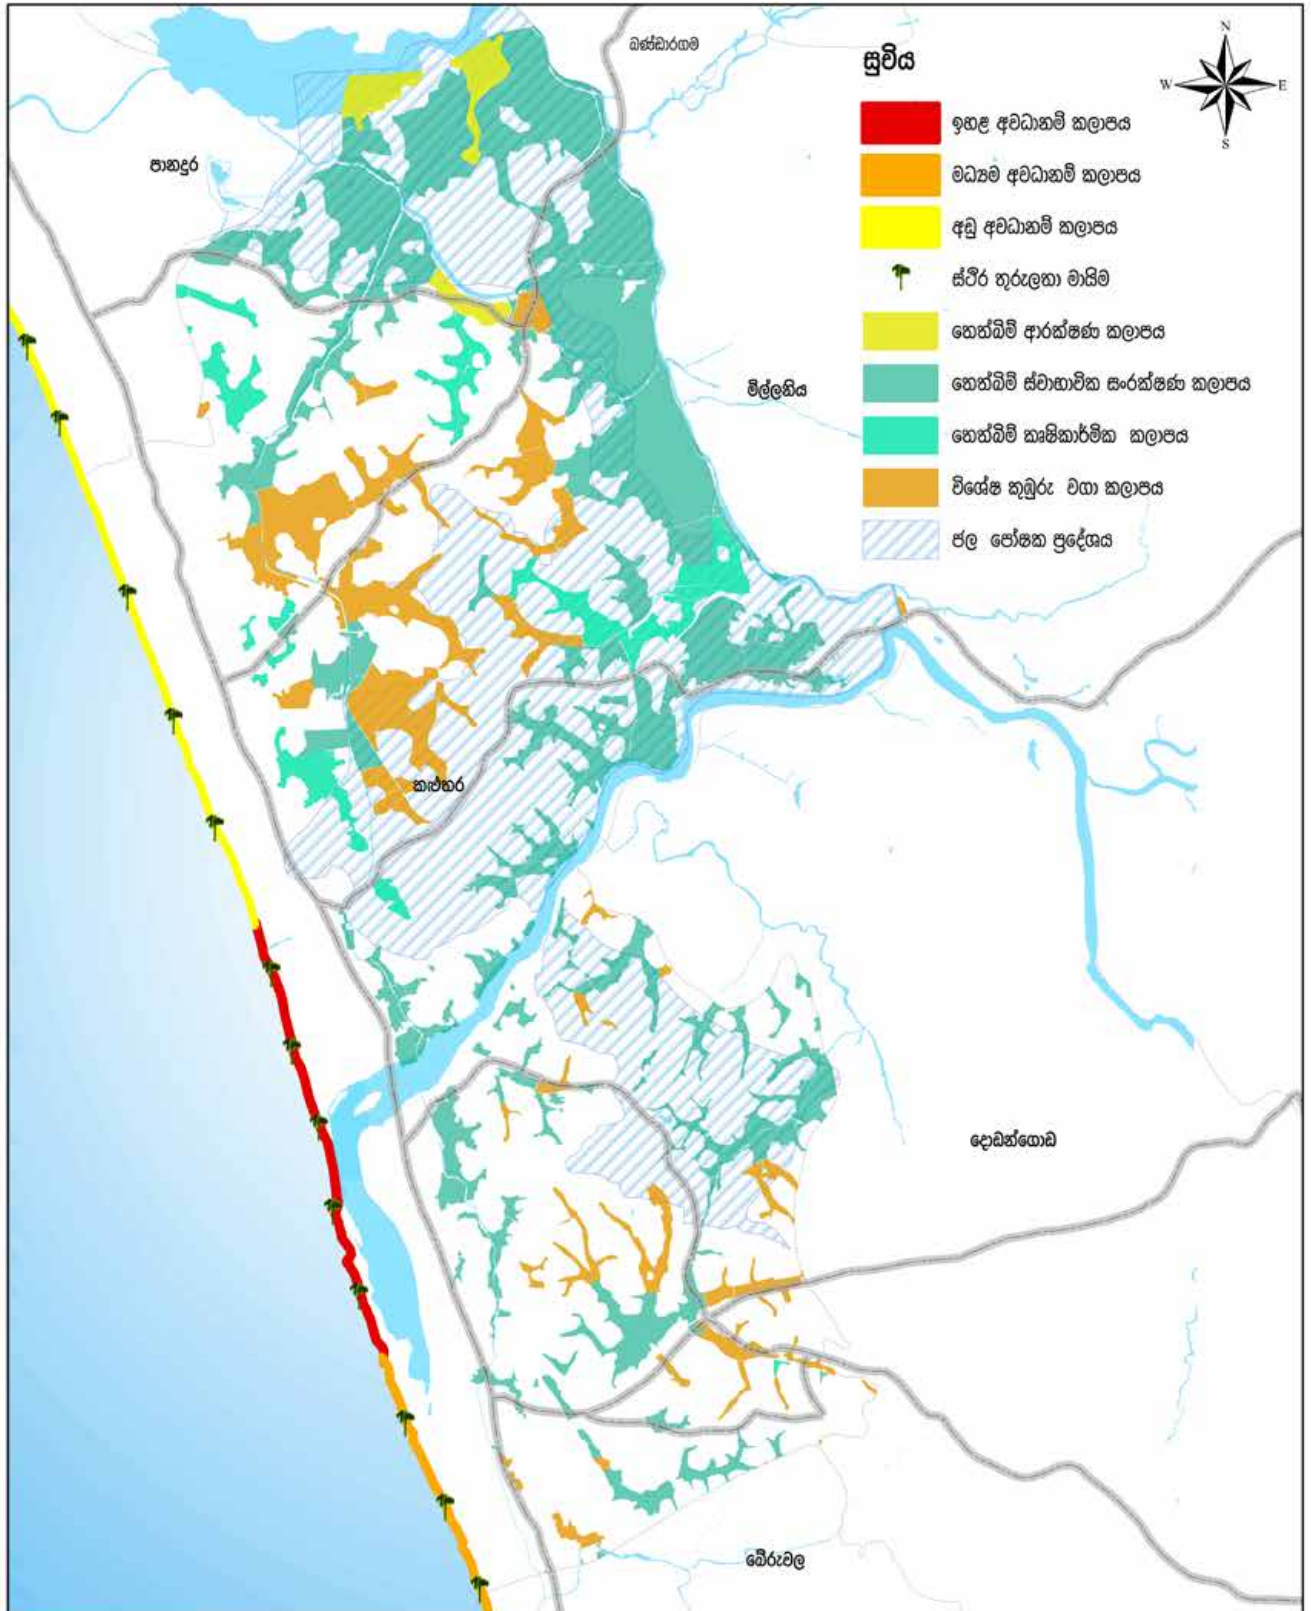 බණ්ඩාරගම
සුචිය
N
W
E
S
ඉහළ අවධානම් කලාපය
පානදුර
මධ්‍යම අවධානම් කලාපය
අඩු අවධානම් කලාපය
ස්ථිර තුරුලතා මායිම
තෙත්බිම් ආරක්ෂණ කලාපය
මිල්ලනිය
තෙත්බිම් ස්වාභාවික සංරක්ෂණ කලාපය
තෙත්බිම් කෘෂිකාර්මික කලාපය
විශේෂ කුඹුරු වගා කලාපය
ජල පෝෂක ප්‍රදේශය
කළුතර
දොඩන්ගොඩ
බේරුවල